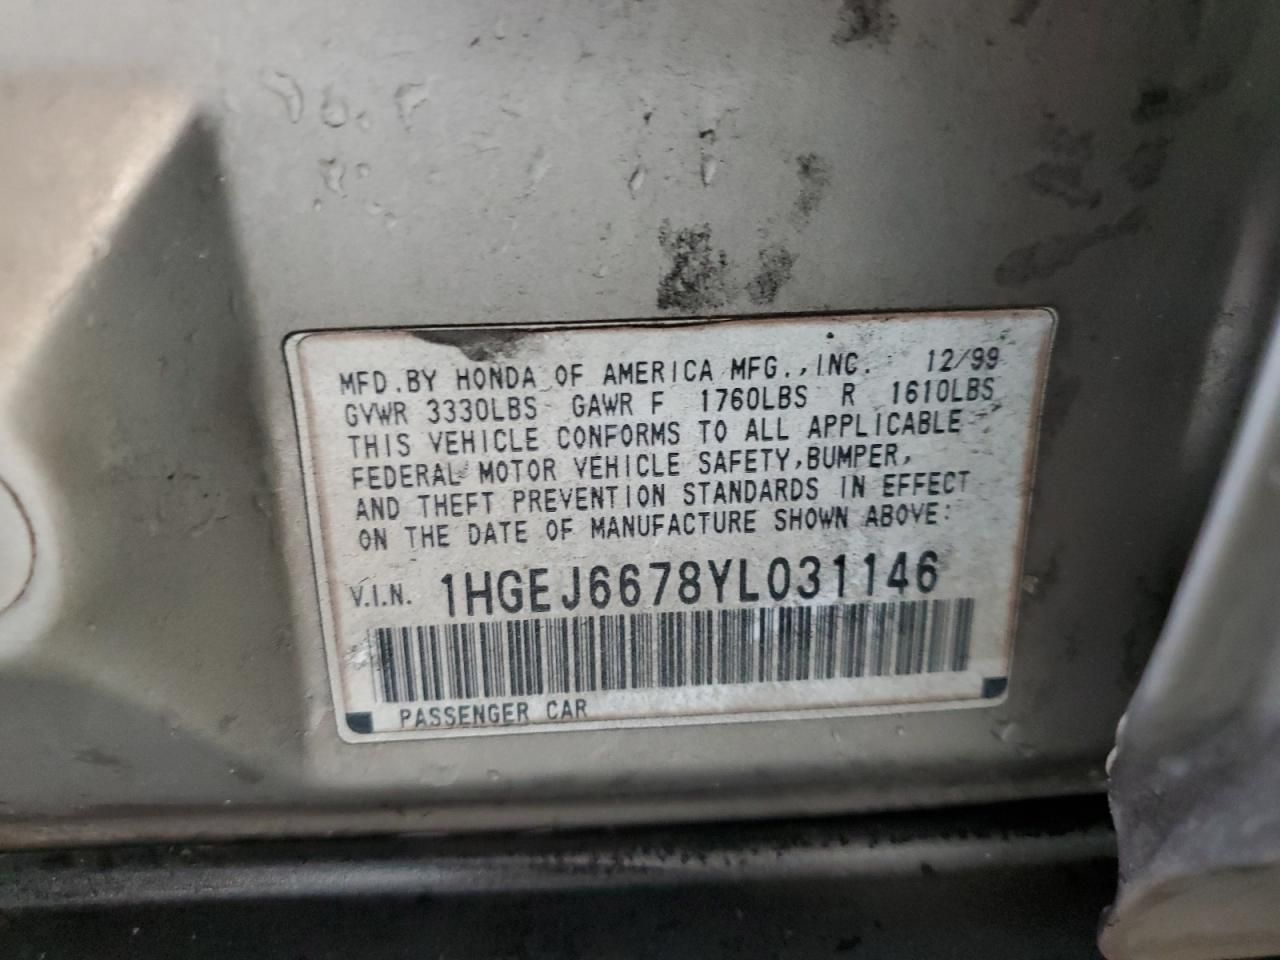 MFD.BY HONDA OF AMERICA MFG.,INC. 12/99
GVWR 3330LBS GAWR F 1760LBS R 1610LBS
THIS VEHICLE CONFORMS TO ALL APPLICABLE
FEDERAL MOTOR VEHICLE SAFETY,BUMPER,
AND THEFT PREVENTION STANDARDS IN EFFECT
ON THE DATE OF MANUFACTURE SHOWN ABOVE:
V.I.N. 1HGEJ6678YL031146
PASSENGER CAR